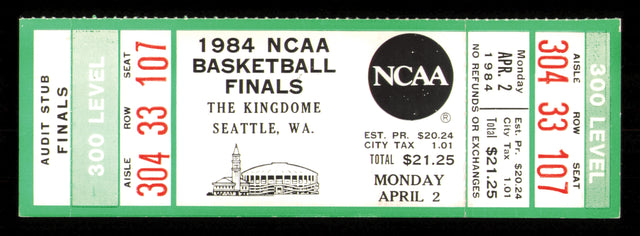 AUDIT STUB
FINALS
300 LEVEL
AISLE 304
ROW 33
SEAT 107
1984 NCAA
BASKETBALL
FINALS
THE KINGDOME
SEATTLE, WA.
NCAA
®
EST. PR. $20.24
CITY TAX 1.01
TOTAL $21.25
MONDAY
APRIL 2
NO REFUNDS OR EXCHANGES
Monday
APR. 2
1984
Est. Pr. $20.24
City Tax 1.01
Total $21.25
AISLE 304
ROW 33
SEAT 107
300 LEVEL